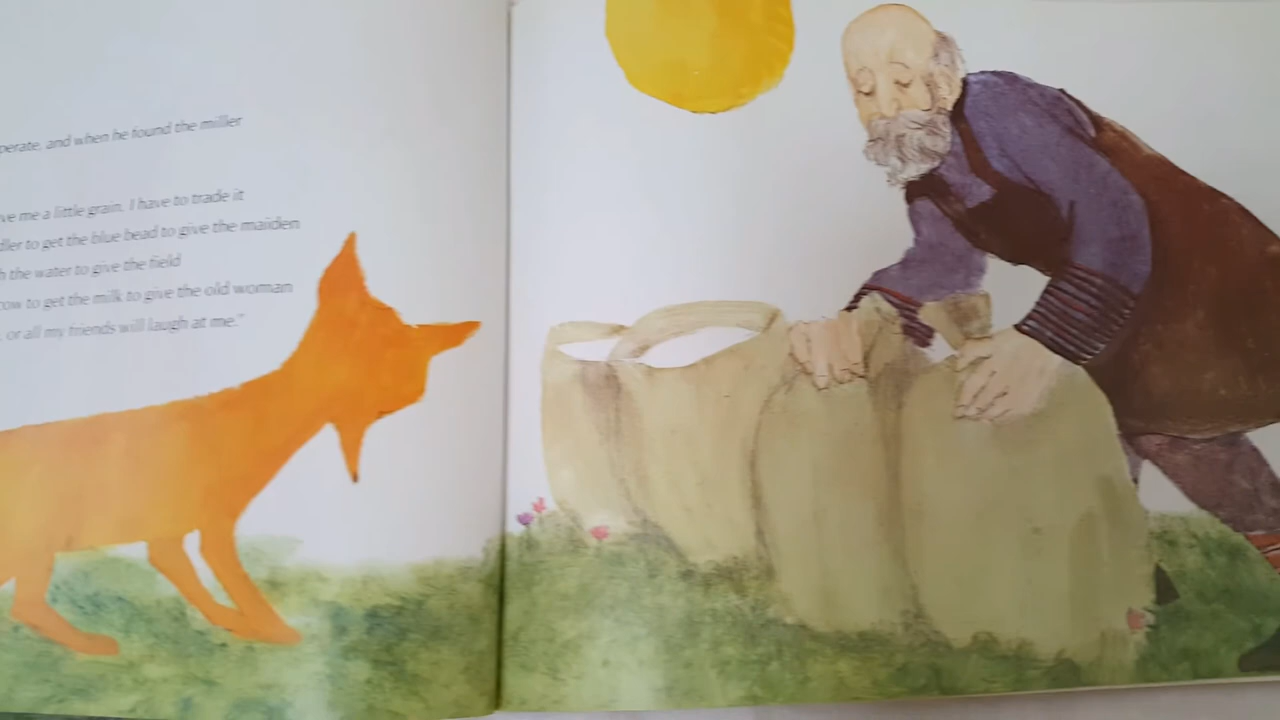 perate, and when he found the miller
ve me a little grain. I have to trade it
dler to get the blue bead to give the maiden
h the water to give the field
cow to get the milk to give the old woman
, or all my friends will laugh at me."